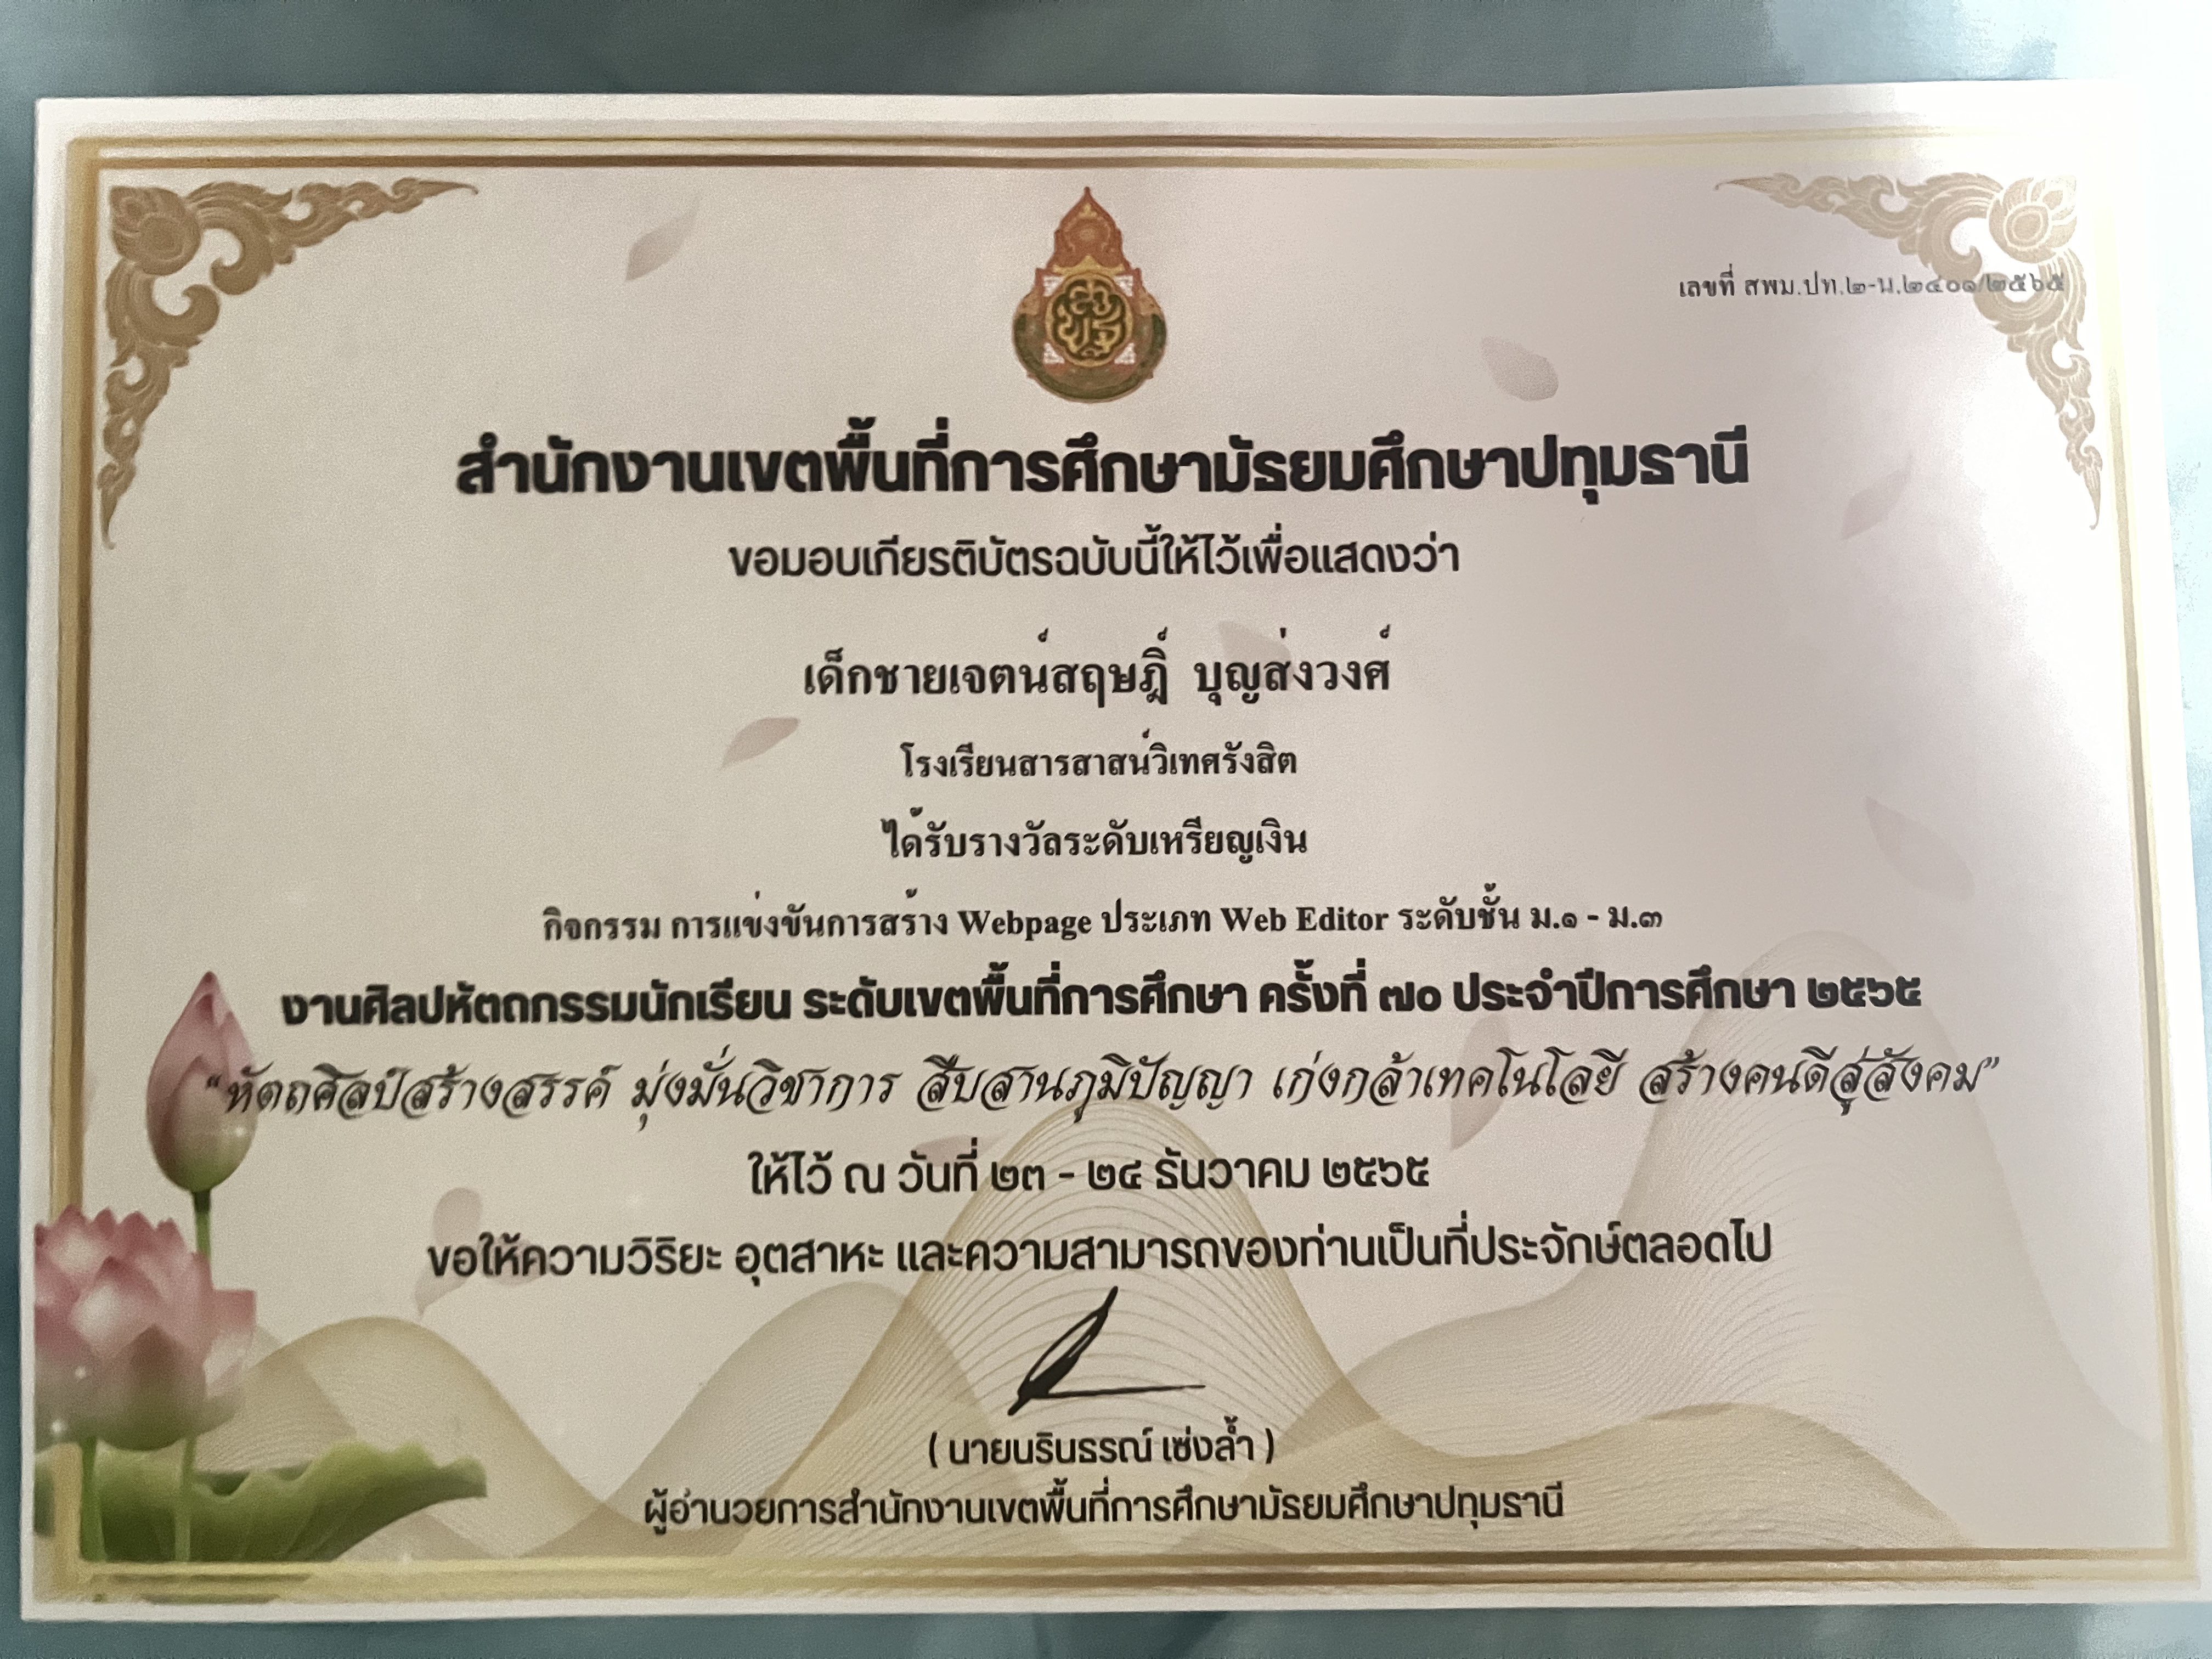 เลขที่ สพม.ปท.๒-น.๒๔๐๑/๒๕๖๕
สำนักงานเขตพื้นที่การศึกษามัธยมศึกษาปทุมธานี
ขอมอบเกียรติบัตรฉบับนี้ให้ไว้เพื่อแสดงว่า
เด็กชายเจตน์สฤษฎิ์ บุญส่งวงศ์
โรงเรียนสารสาสน์วิเทศรังสิต
ได้รับรางวัลระดับเหรียญเงิน
กิจกรรม การแข่งขันการสร้าง Webpage ประเภท Web Editor ระดับชั้น ม.๑ - ม.๓
งานศิลปหัตถกรรมนักเรียน ระดับเขตพื้นที่การศึกษา ครั้งที่ ๗๐ ประจำปีการศึกษา ๒๕๖๕
“หัตถศิลป์สร้างสรรค์ มุ่งมั่นวิชาการ สืบสานภูมิปัญญา เก่งกล้าเทคโนโลยี สร้างคนดีสู่สังคม”
ให้ไว้ ณ วันที่ ๒๓ - ๒๔ ธันวาคม ๒๕๖๕
ขอให้ความวิริยะ อุตสาหะ และความสามารถของท่านเป็นที่ประจักษ์ตลอดไป
( นายนรินธรณ์ เซ่งล้ำ )
ผู้อำนวยการสำนักงานเขตพื้นที่การศึกษามัธยมศึกษาปทุมธานี